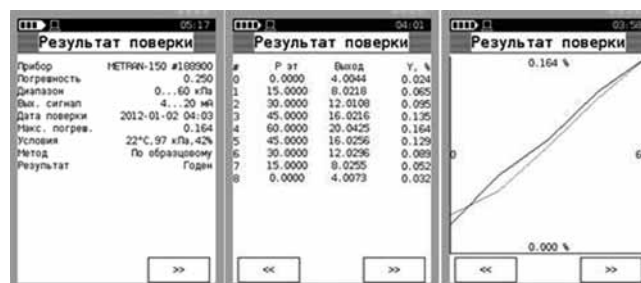 05:17
Результат поверки
Прибор METRAN-150 #188900
Погрешность 0.250
Диапазон 0...60 кПа
Вых. сигнал 4...20 мА
Дата поверки 2012-01-02 04:03
Макс. погрев. 0.164
Условия 22°C,97 кПа,42%
Метод По образцовому
Результат Годен
>>
04:01
Результат поверки
# P эт Выход Y, %
0 0.0000 4.0044 0.024
1 15.0000 8.0218 0.065
2 30.0000 12.0108 0.095
3 45.0000 16.0216 0.135
4 60.0000 20.0425 0.164
5 45.0000 16.0256 0.129
6 30.0000 12.0296 0.089
7 15.0000 8.0255 0.052
8 0.0000 4.0073 0.032
<< >>
03:58
Результат поверки
0.164 %
0 6
0.000 %
<< >>